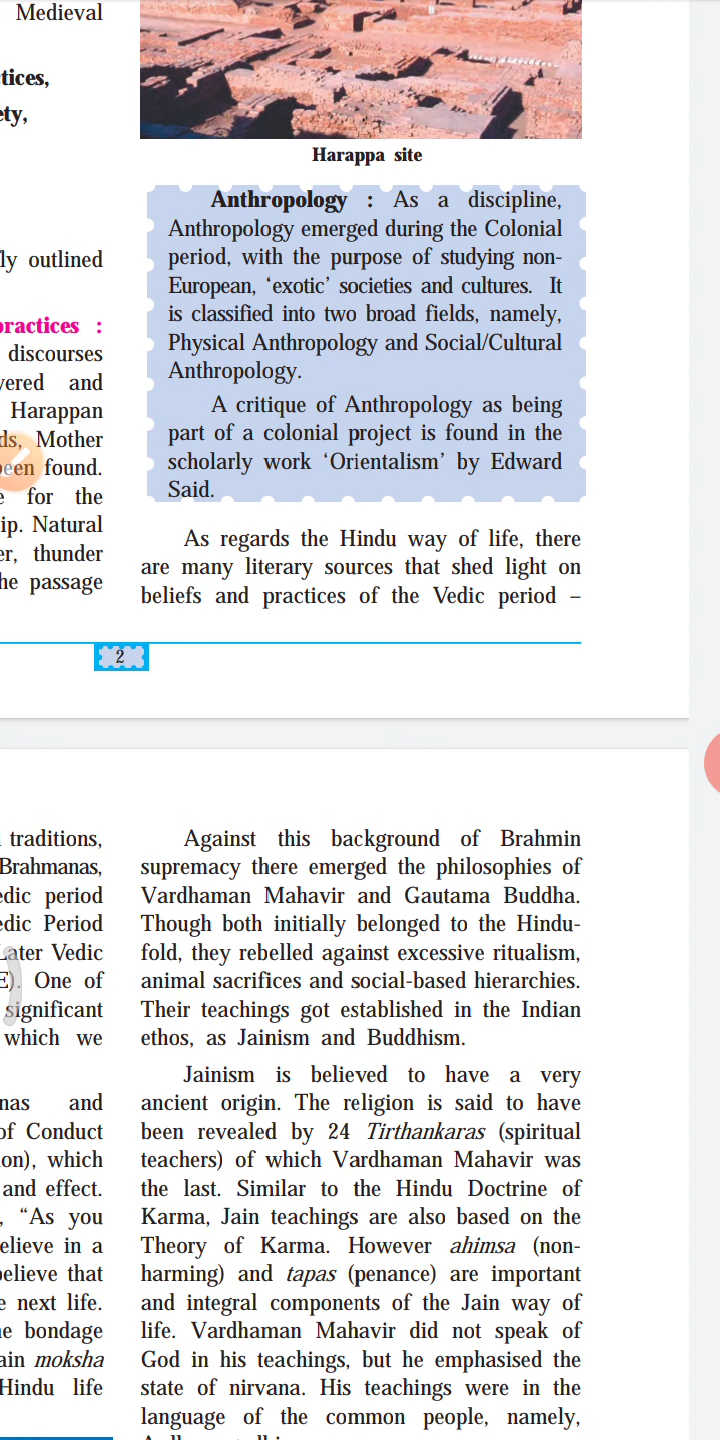 Medieval
tices,
ety,
ly outlined
practices :
discourses
vered and
Harappan
ds, Mother
been found.
e for the
ip. Natural
er, thunder
he passage
Harappa site
Anthropology : As a discipline,
Anthropology emerged during the Colonial
period, with the purpose of studying non-
European, ‘exotic’ societies and cultures. It
is classified into two broad fields, namely,
Physical Anthropology and Social/Cultural
Anthropology.
A critique of Anthropology as being
part of a colonial project is found in the
scholarly work ‘Orientalism’ by Edward
Said.
As regards the Hindu way of life, there
are many literary sources that shed light on
beliefs and practices of the Vedic period –
2
traditions,
Brahmanas,
edic period
edic Period
Later Vedic
E). One of
significant
which we
nas and
of Conduct
on), which
and effect.
, “As you
elieve in a
believe that
e next life.
e bondage
ain moksha
Hindu life
Against this background of Brahmin
supremacy there emerged the philosophies of
Vardhaman Mahavir and Gautama Buddha.
Though both initially belonged to the Hindu-
fold, they rebelled against excessive ritualism,
animal sacrifices and social-based hierarchies.
Their teachings got established in the Indian
ethos, as Jainism and Buddhism.
Jainism is believed to have a very
ancient origin. The religion is said to have
been revealed by 24 Tirthankaras (spiritual
teachers) of which Vardhaman Mahavir was
the last. Similar to the Hindu Doctrine of
Karma, Jain teachings are also based on the
Theory of Karma. However ahimsa (non-
harming) and tapas (penance) are important
and integral components of the Jain way of
life. Vardhaman Mahavir did not speak of
God in his teachings, but he emphasised the
state of nirvana. His teachings were in the
language of the common people, namely,